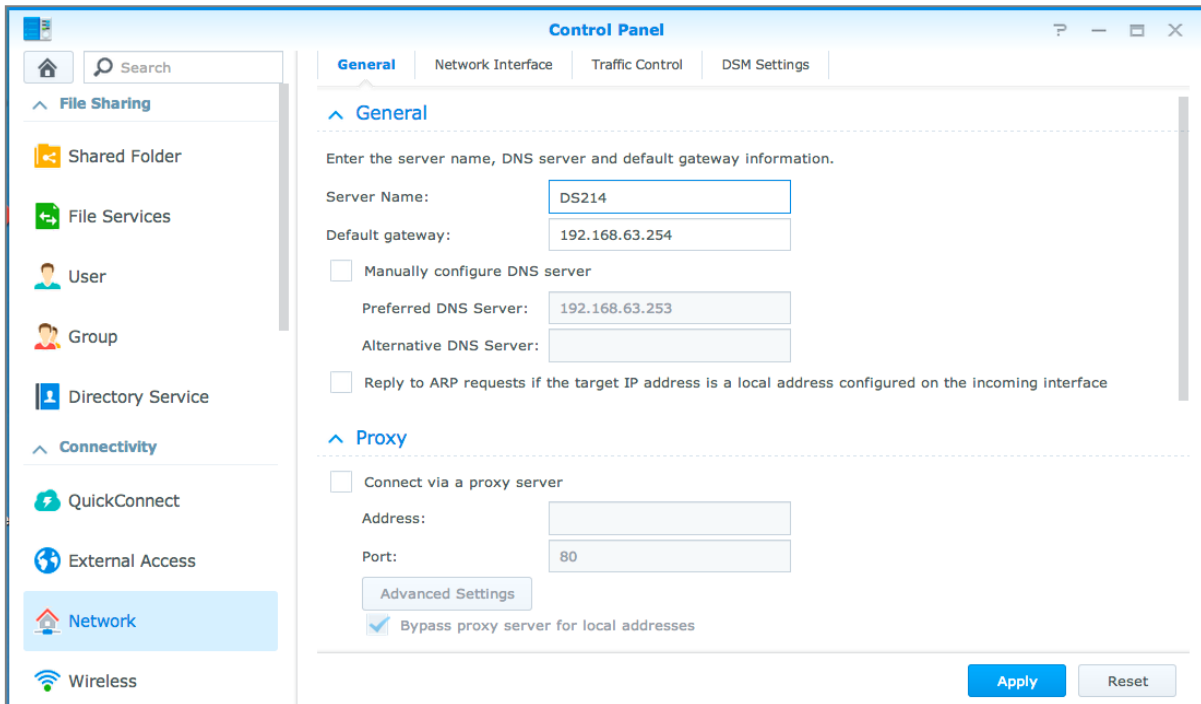 Control Panel
Search
General Network Interface Traffic Control DSM Settings
File Sharing
Shared Folder
File Services
User
Group
Directory Service
Connectivity
QuickConnect
External Access
Network
Wireless
General
Enter the server name, DNS server and default gateway information.
Server Name: DS214
Default gateway: 192.168.63.254
Manually configure DNS server
Preferred DNS Server: 192.168.63.253
Alternative DNS Server:
Reply to ARP requests if the target IP address is a local address configured on the incoming interface
Proxy
Connect via a proxy server
Address:
Port: 80
Advanced Settings
Bypass proxy server for local addresses
Apply Reset